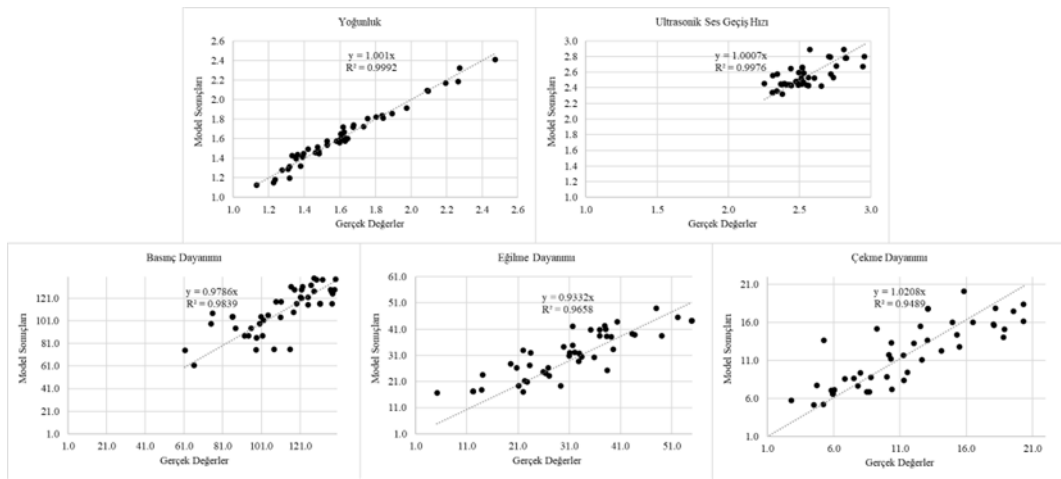 Yoğunluk
y = 1.001x
R² = 0.9992
Model Sonuçları
2.6
2.4
2.2
2.0
1.8
1.6
1.4
1.2
1.0
1.0 1.2 1.4 1.6 1.8 2.0 2.2 2.4 2.6
Gerçek Değerler
Ultrasonik Ses Geçiş Hızı
y = 1.0007x
R² = 0.9976
Model Sonuçları
3.0
2.8
2.6
2.4
2.2
2.0
1.8
1.6
1.4
1.2
1.0
1.0 1.5 2.0 2.5 3.0
Gerçek Değerler
Basınç Dayanımı
y = 0.9786x
R² = 0.9839
Model Sonuçları
121.0
101.0
81.0
61.0
41.0
21.0
1.0
1.0 21.0 41.0 61.0 81.0 101.0 121.0
Gerçek Değerler
Eğilme Dayanımı
y = 0.9332x
R² = 0.9658
Model Sonuçları
61.0
51.0
41.0
31.0
21.0
11.0
1.0
1.0 11.0 21.0 31.0 41.0 51.0
Gerçek Değerler
Çekme Dayanımı
y = 1.0208x
R² = 0.9489
Model Sonuçları
21.0
16.0
11.0
6.0
1.0
1.0 6.0 11.0 16.0 21.0
Gerçek Değerler